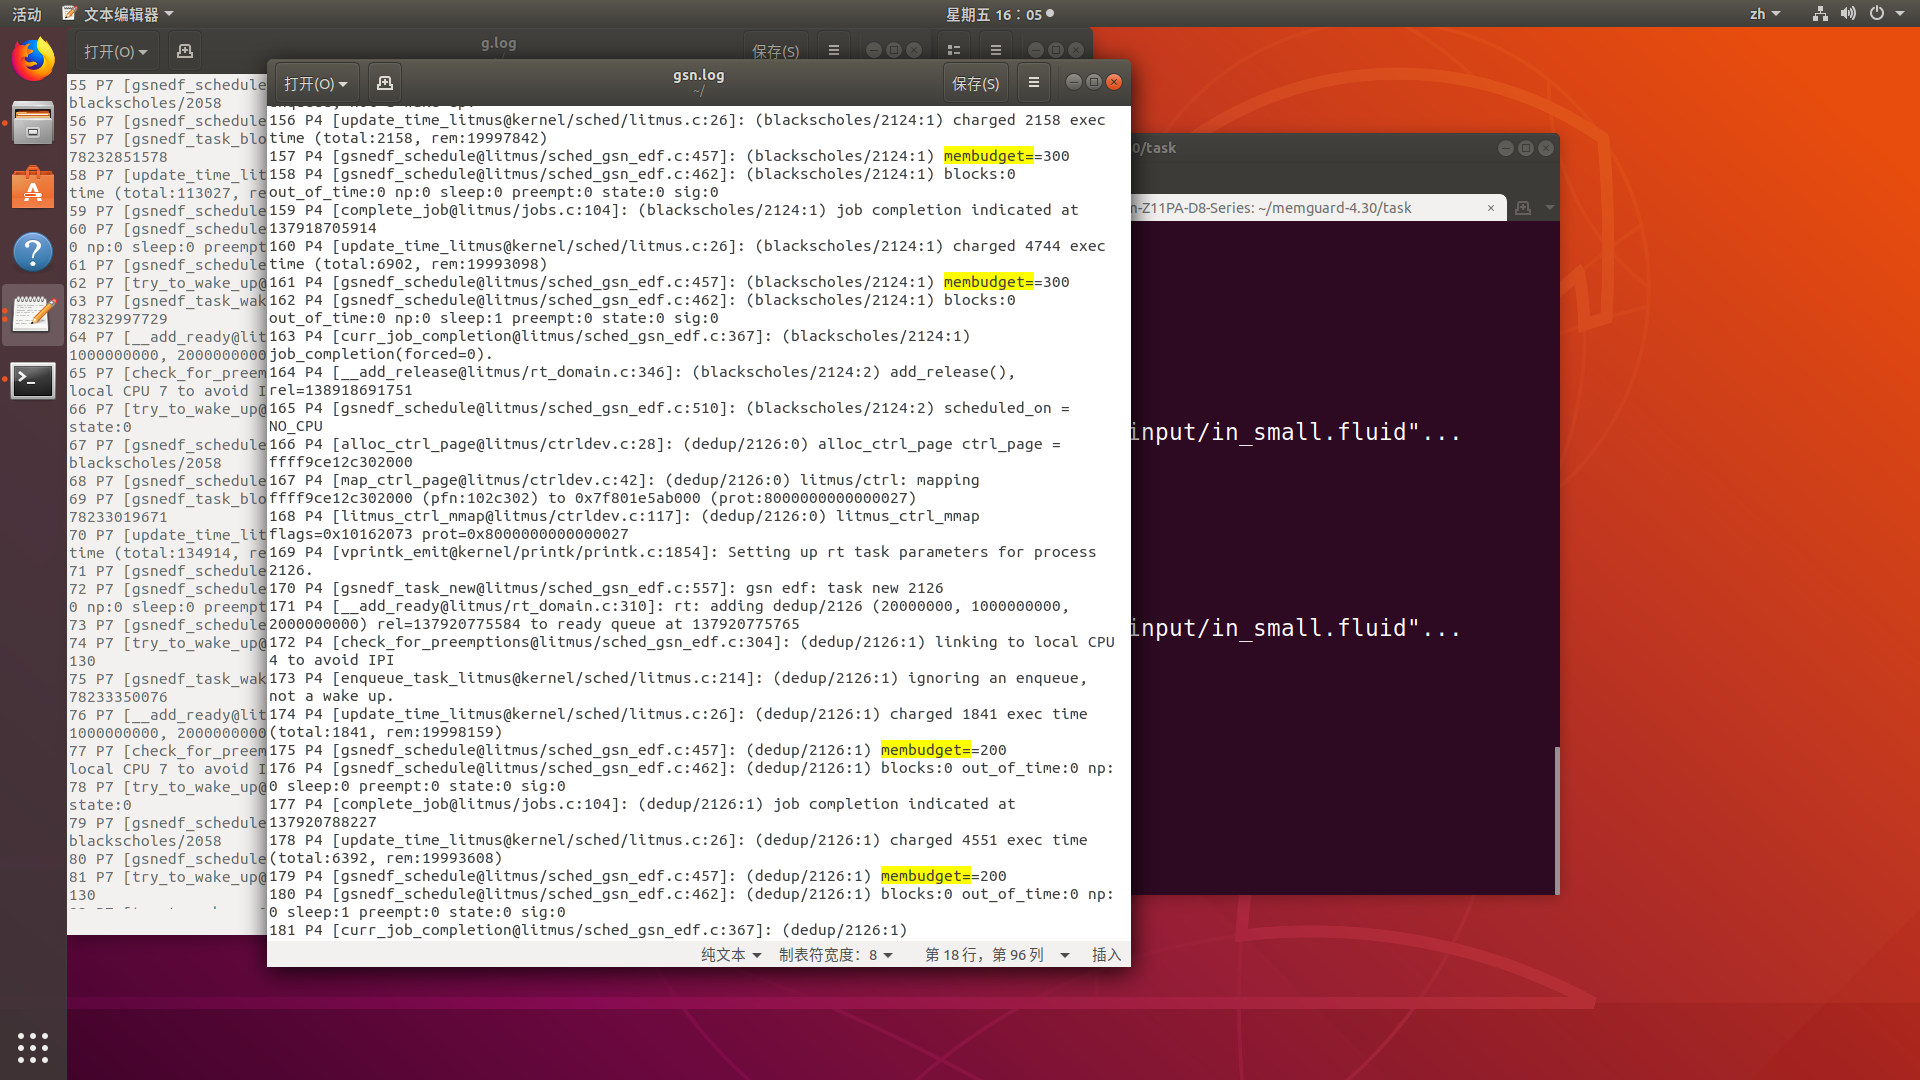 活动
文本编辑器
星期五 16：05
zh
打开(O)
g.log
保存(S)
55 P7 [gsnedf_schedule
blackscholes/2058
56 P7 [gsnedf_schedule
57 P7 [gsnedf_task_blo
78232851578
58 P7 [update_time_lit
time (total:113027, re
59 P7 [gsnedf_schedule
60 P7 [gsnedf_schedule
0 np:0 sleep:0 preempt
61 P7 [gsnedf_schedule
62 P7 [try_to_wake_up@
63 P7 [gsnedf_task_wak
78232997729
64 P7 [__add_ready@lit
1000000000, 2000000000
65 P7 [check_for_preem
local CPU 7 to avoid I
66 P7 [try_to_wake_up@
state:0
67 P7 [gsnedf_schedule
blackscholes/2058
68 P7 [gsnedf_schedule
69 P7 [gsnedf_task_blo
78233019671
70 P7 [update_time_lit
time (total:134914, re
71 P7 [gsnedf_schedule
72 P7 [gsnedf_schedule
0 np:0 sleep:0 preempt
73 P7 [gsnedf_schedule
74 P7 [try_to_wake_up@
130
75 P7 [gsnedf_task_wak
78233350076
76 P7 [__add_ready@lit
1000000000, 2000000000
77 P7 [check_for_preem
local CPU 7 to avoid I
78 P7 [try_to_wake_up@
state:0
79 P7 [gsnedf_schedule
blackscholes/2058
80 P7 [gsnedf_schedule
81 P7 [try_to_wake_up@
130
打开(O)
gsn.log
~/
保存(S)
156 P4 [update_time_litmus@kernel/sched/litmus.c:26]: (blackscholes/2124:1) charged 2158 exec
time (total:2158, rem:19997842)
157 P4 [gsnedf_schedule@litmus/sched_gsn_edf.c:457]: (blackscholes/2124:1) membudget==300
158 P4 [gsnedf_schedule@litmus/sched_gsn_edf.c:462]: (blackscholes/2124:1) blocks:0
out_of_time:0 np:0 sleep:0 preempt:0 state:0 sig:0
159 P4 [complete_job@litmus/jobs.c:104]: (blackscholes/2124:1) job completion indicated at
137918705914
160 P4 [update_time_litmus@kernel/sched/litmus.c:26]: (blackscholes/2124:1) charged 4744 exec
time (total:6902, rem:19993098)
161 P4 [gsnedf_schedule@litmus/sched_gsn_edf.c:457]: (blackscholes/2124:1) membudget==300
162 P4 [gsnedf_schedule@litmus/sched_gsn_edf.c:462]: (blackscholes/2124:1) blocks:0
out_of_time:0 np:0 sleep:1 preempt:0 state:0 sig:0
163 P4 [curr_job_completion@litmus/sched_gsn_edf.c:367]: (blackscholes/2124:1)
job_completion(forced=0).
164 P4 [__add_release@litmus/rt_domain.c:346]: (blackscholes/2124:2) add_release(),
rel=138918691751
165 P4 [gsnedf_schedule@litmus/sched_gsn_edf.c:510]: (blackscholes/2124:2) scheduled_on =
NO_CPU
166 P4 [alloc_ctrl_page@litmus/ctrldev.c:28]: (dedup/2126:0) alloc_ctrl_page ctrl_page =
ffff9ce12c302000
167 P4 [map_ctrl_page@litmus/ctrldev.c:42]: (dedup/2126:0) litmus/ctrl: mapping
ffff9ce12c302000 (pfn:102c302) to 0x7f801e5ab000 (prot:8000000000000027)
168 P4 [litmus_ctrl_mmap@litmus/ctrldev.c:117]: (dedup/2126:0) litmus_ctrl_mmap
flags=0x10162073 prot=0x8000000000000027
169 P4 [vprintk_emit@kernel/printk/printk.c:1854]: Setting up rt task parameters for process
2126.
170 P4 [gsnedf_task_new@litmus/sched_gsn_edf.c:557]: gsn edf: task new 2126
171 P4 [__add_ready@litmus/rt_domain.c:310]: rt: adding dedup/2126 (20000000, 1000000000,
2000000000) rel=137920775584 to ready queue at 137920775765
172 P4 [check_for_preemptions@litmus/sched_gsn_edf.c:304]: (dedup/2126:1) linking to local CPU
4 to avoid IPI
173 P4 [enqueue_task_litmus@kernel/sched/litmus.c:214]: (dedup/2126:1) ignoring an enqueue,
not a wake up.
174 P4 [update_time_litmus@kernel/sched/litmus.c:26]: (dedup/2126:1) charged 1841 exec time
(total:1841, rem:19998159)
175 P4 [gsnedf_schedule@litmus/sched_gsn_edf.c:457]: (dedup/2126:1) membudget==200
176 P4 [gsnedf_schedule@litmus/sched_gsn_edf.c:462]: (dedup/2126:1) blocks:0 out_of_time:0 np:
0 sleep:0 preempt:0 state:0 sig:0
177 P4 [complete_job@litmus/jobs.c:104]: (dedup/2126:1) job completion indicated at
137920788227
178 P4 [update_time_litmus@kernel/sched/litmus.c:26]: (dedup/2126:1) charged 4551 exec time
(total:6392, rem:19993608)
179 P4 [gsnedf_schedule@litmus/sched_gsn_edf.c:457]: (dedup/2126:1) membudget==200
180 P4 [gsnedf_schedule@litmus/sched_gsn_edf.c:462]: (dedup/2126:1) blocks:0 out_of_time:0 np:
0 sleep:1 preempt:0 state:0 sig:0
181 P4 [curr_job_completion@litmus/sched_gsn_edf.c:367]: (dedup/2126:1)
纯文本
制表符宽度：8
第 18 行，第 96 列
插入
0/task
n-Z11PA-D8-Series: ~/memguard-4.30/task
input/in_small.fluid"...
input/in_small.fluid"...